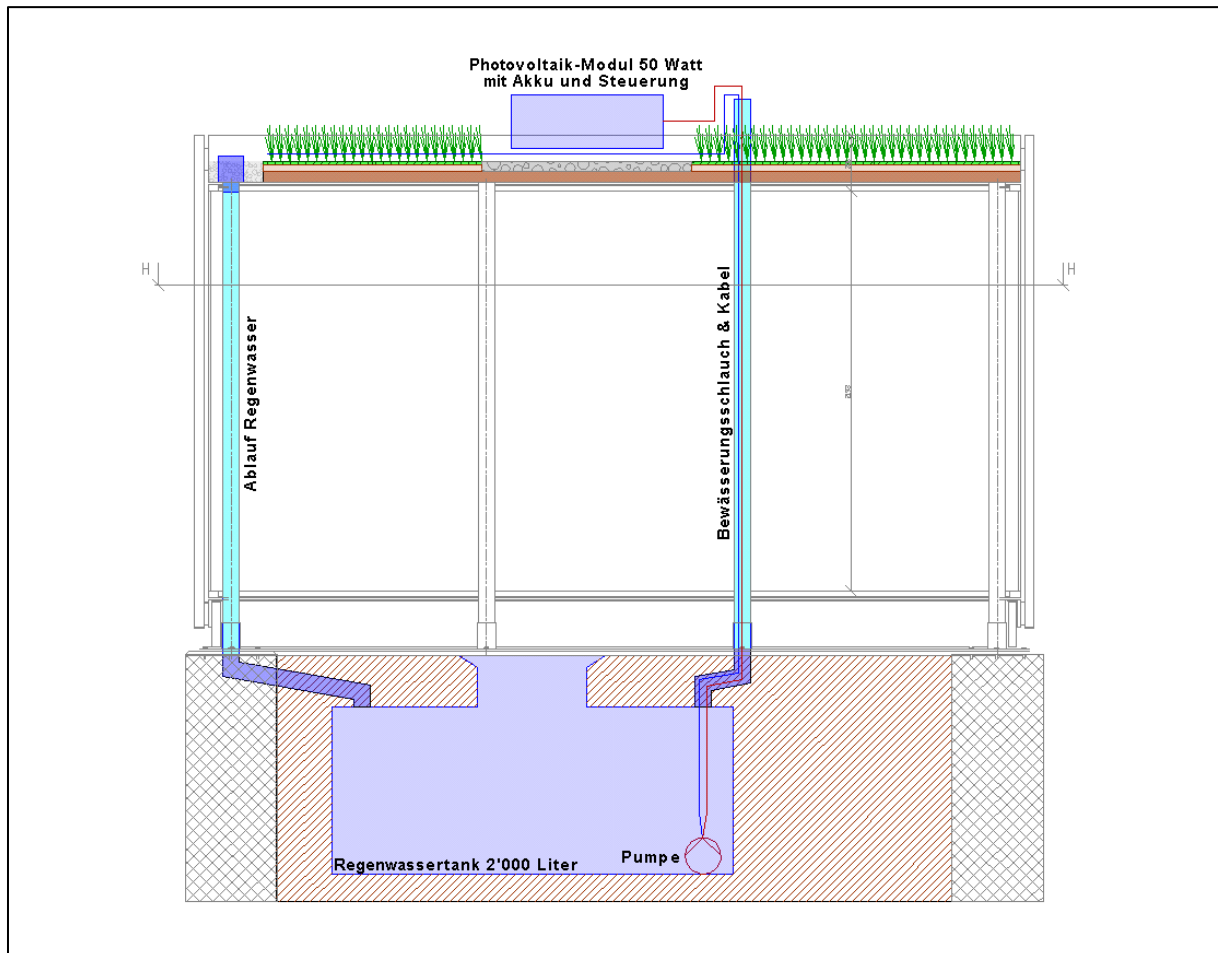 Photovoltaik-Modul 50 Watt
mit Akku und Steuerung
H
H
Ablauf Regenwasser
Bewässerungsschlauch & Kabel
Pumpe
Regenwassertank 2'000 Liter